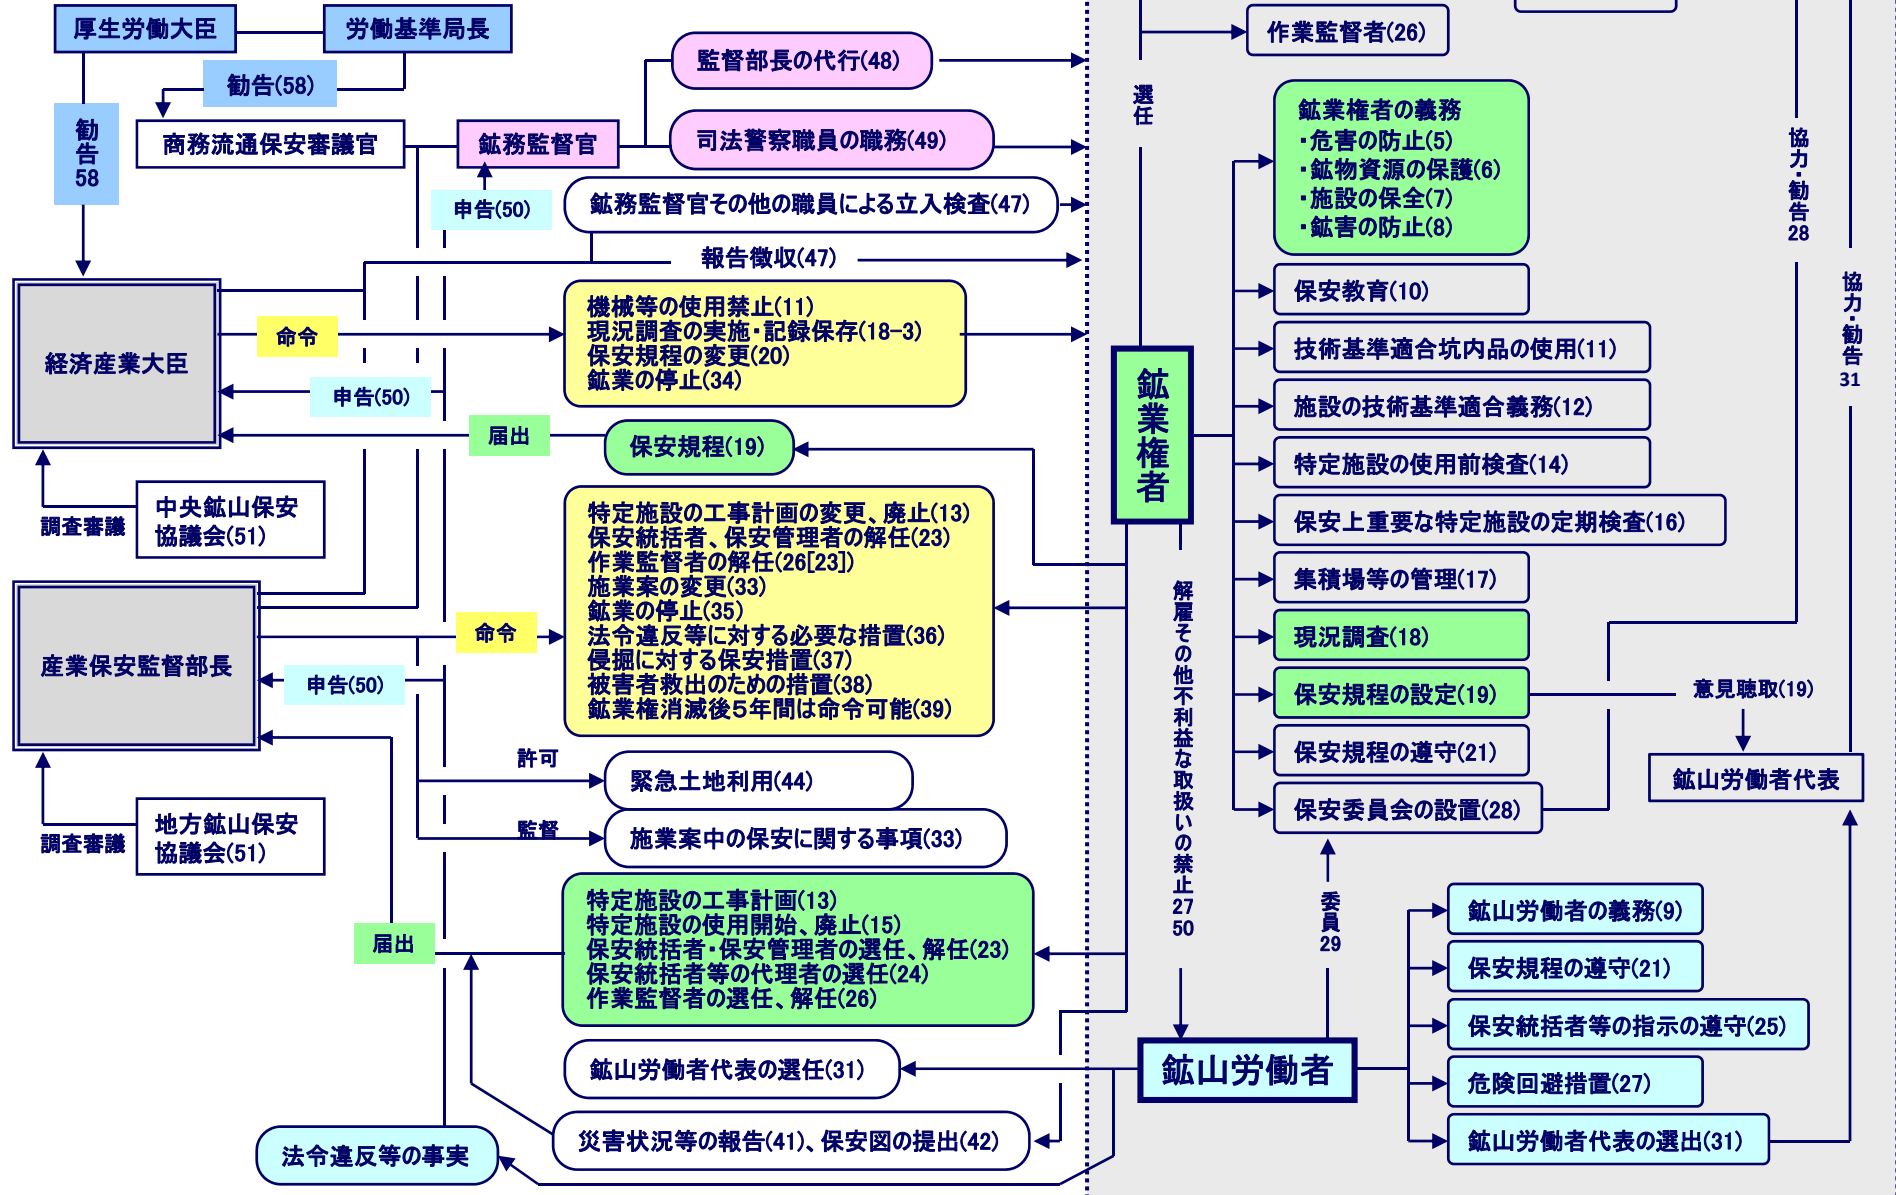 厚生労働大臣
労働基準局長
勧告(58)
勧告58
商務流通保安審議官
鉱務監督官
監督部長の代行(48)
司法警察職員の職務(49)
申告(50)
鉱務監督官その他の職員による立入検査(47)
報告徴収(47)
経済産業大臣
命令
機械等の使用禁止(11)
現況調査の実施・記録保存(18-3)
保安規程の変更(20)
鉱業の停止(34)
申告(50)
届出
保安規程(19)
調査審議
中央鉱山保安
協議会(51)
産業保安監督部長
命令
特定施設の工事計画の変更、廃止(13)
保安統括者、保安管理者の解任(23)
作業監督者の解任(26[23])
施業案の変更(33)
鉱業の停止(35)
法令違反等に対する必要な措置(36)
侵掘に対する保安措置(37)
被害者救出のための措置(38)
鉱業権消滅後５年間は命令可能(39)
申告(50)
許可
緊急土地利用(44)
監督
施業案中の保安に関する事項(33)
調査審議
地方鉱山保安
協議会(51)
届出
特定施設の工事計画(13)
特定施設の使用開始、廃止(15)
保安統括者・保安管理者の選任、解任(23)
保安統括者等の代理者の選任(24)
作業監督者の選任、解任(26)
鉱山労働者代表の選任(31)
災害状況等の報告(41)、保安図の提出(42)
法令違反等の事実
作業監督者(26)
選任
鉱業権者の義務
・危害の防止(5)
・鉱物資源の保護(6)
・施設の保全(7)
・鉱害の防止(8)
保安教育(10)
技術基準適合坑内品の使用(11)
施設の技術基準適合義務(12)
特定施設の使用前検査(14)
保安上重要な特定施設の定期検査(16)
集積場等の管理(17)
現況調査(18)
保安規程の設定(19)
保安規程の遵守(21)
保安委員会の設置(28)
鉱業権者
解雇その他不利益な取扱いの禁止27
50
協力・勧告28
協力・勧告31
意見聴取(19)
鉱山労働者代表
委員29
鉱山労働者
鉱山労働者の義務(9)
保安規程の遵守(21)
保安統括者等の指示の遵守(25)
危険回避措置(27)
鉱山労働者代表の選出(31)